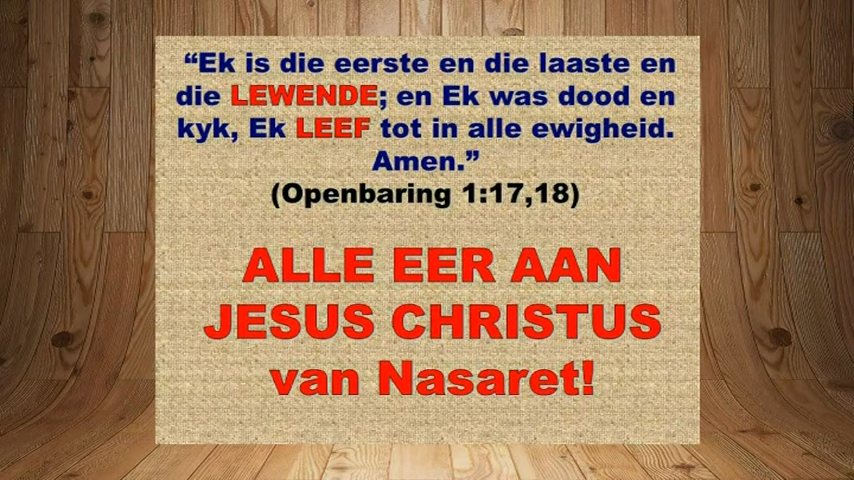 “Ek is die eerste en die laaste en
die LEWENDE; en Ek was dood en
kyk, Ek LEEF tot in alle ewigheid.
Amen.”
(Openbaring 1:17,18)
ALLE EER AAN
JESUS CHRISTUS
van Nasaret!